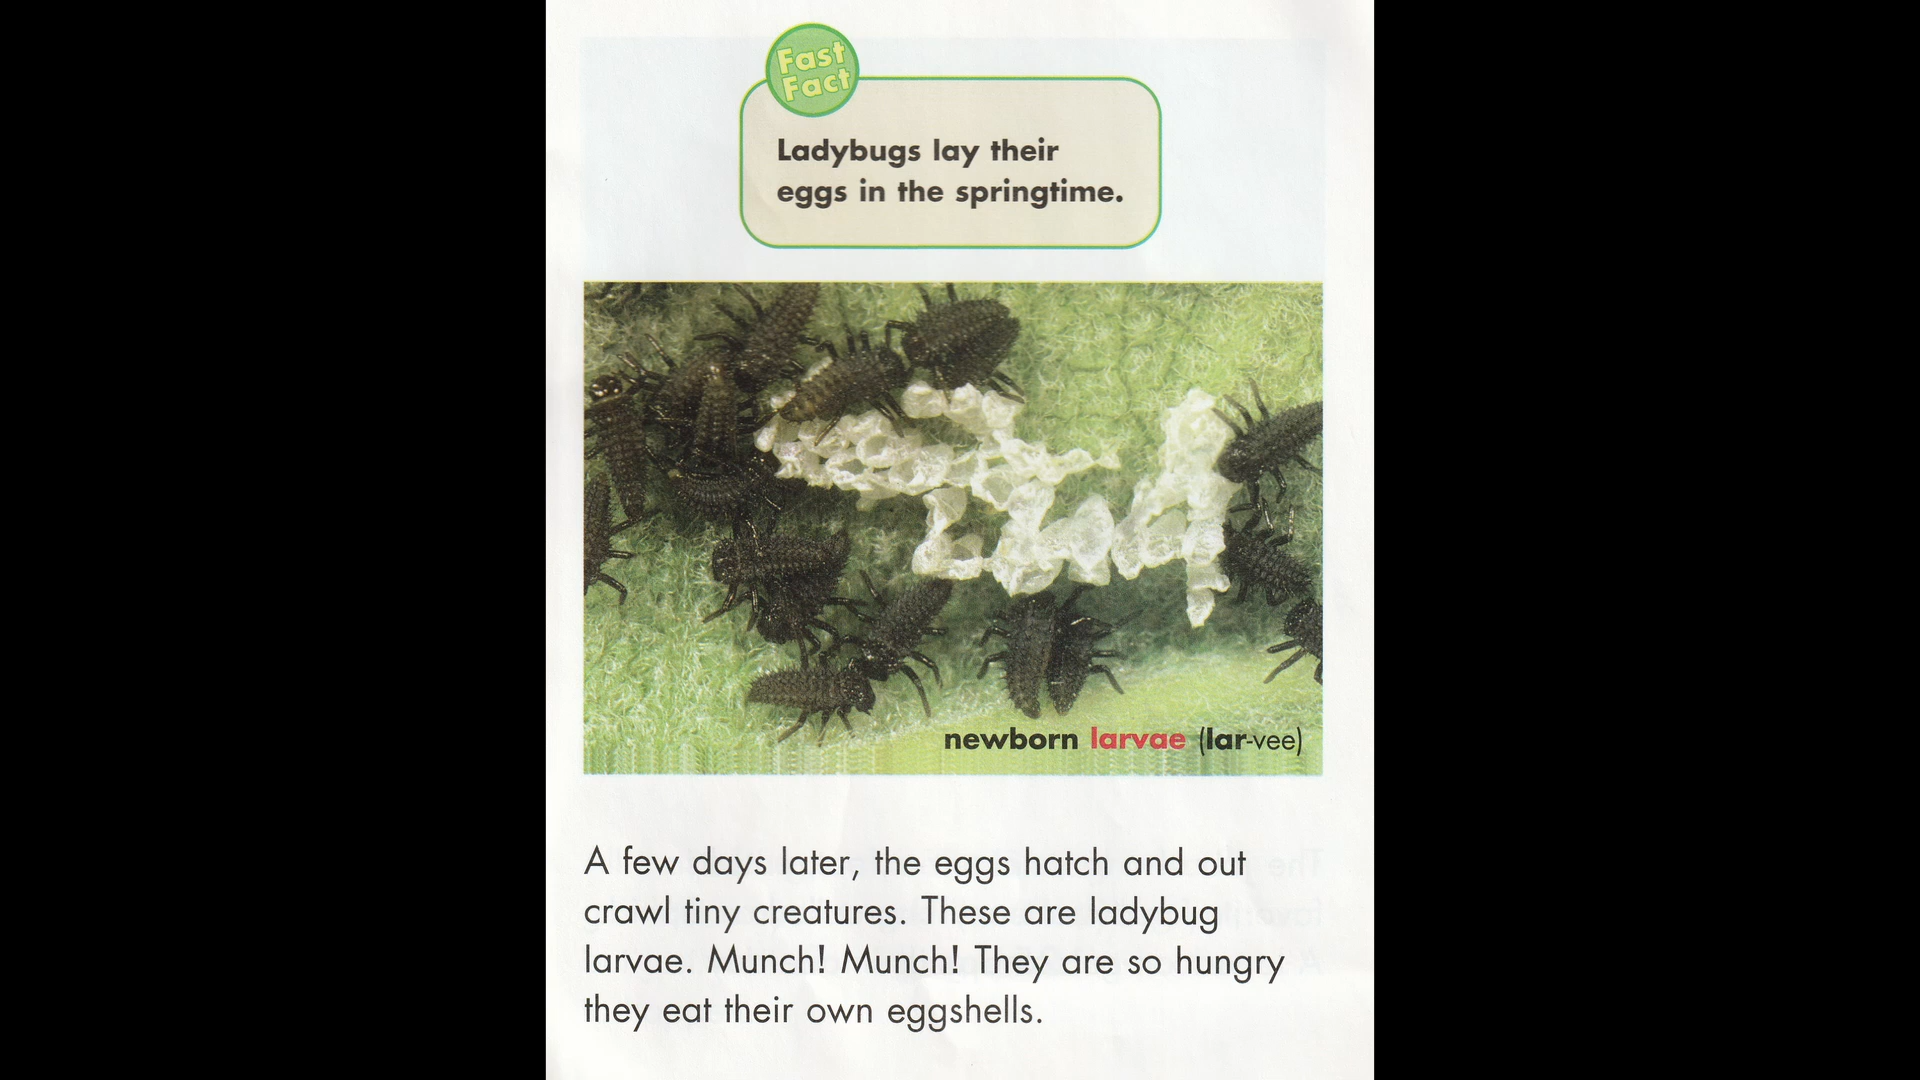 Fast
Fact
Ladybugs lay their
eggs in the springtime.
newborn larvae (lar-vee)
A few days later, the eggs hatch and out
crawl tiny creatures. These are ladybug
larvae. Munch! Munch! They are so hungry
they eat their own eggshells.